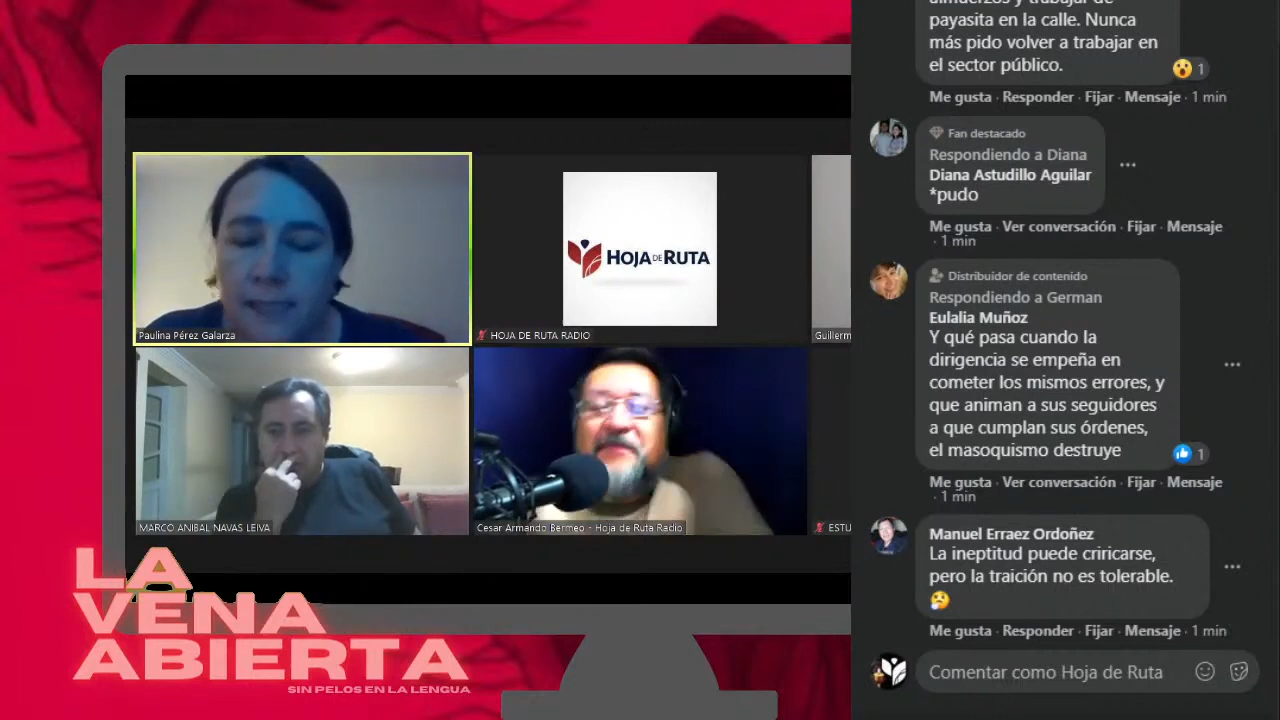 Paulina Pérez Galarza
HOJA DE RUTA
HOJA DE RUTA RADIO
Guillerm
MARCO ANIBAL NAVAS LEIVA
Cesar Armando Bermeo - Hoja de Ruta Radio
ESTU
LA
VENA
ABIERTA
SIN PELOS EN LA LENGUA
almuerzos y trabajar de
payasita en la calle. Nunca
más pido volver a trabajar en
el sector público.
1
Me gusta · Responder · Fijar · Mensaje · 1 min
Fan destacado
Respondiendo a Diana
Diana Astudillo Aguilar
*pudo
Me gusta · Ver conversación · Fijar · Mensaje
· 1 min
Distribuidor de contenido
Respondiendo a German
Eulalia Muñoz
Y qué pasa cuando la
dirigencia se empeña en
cometer los mismos errores, y
que animan a sus seguidores
a que cumplan sus órdenes,
el masoquismo destruye
1
Me gusta · Ver conversación · Fijar · Mensaje
· 1 min
Manuel Erraez Ordoñez
La ineptitud puede criricarse,
pero la traición no es tolerable.
Me gusta · Responder · Fijar · Mensaje · 1 min
Comentar como Hoja de Ruta